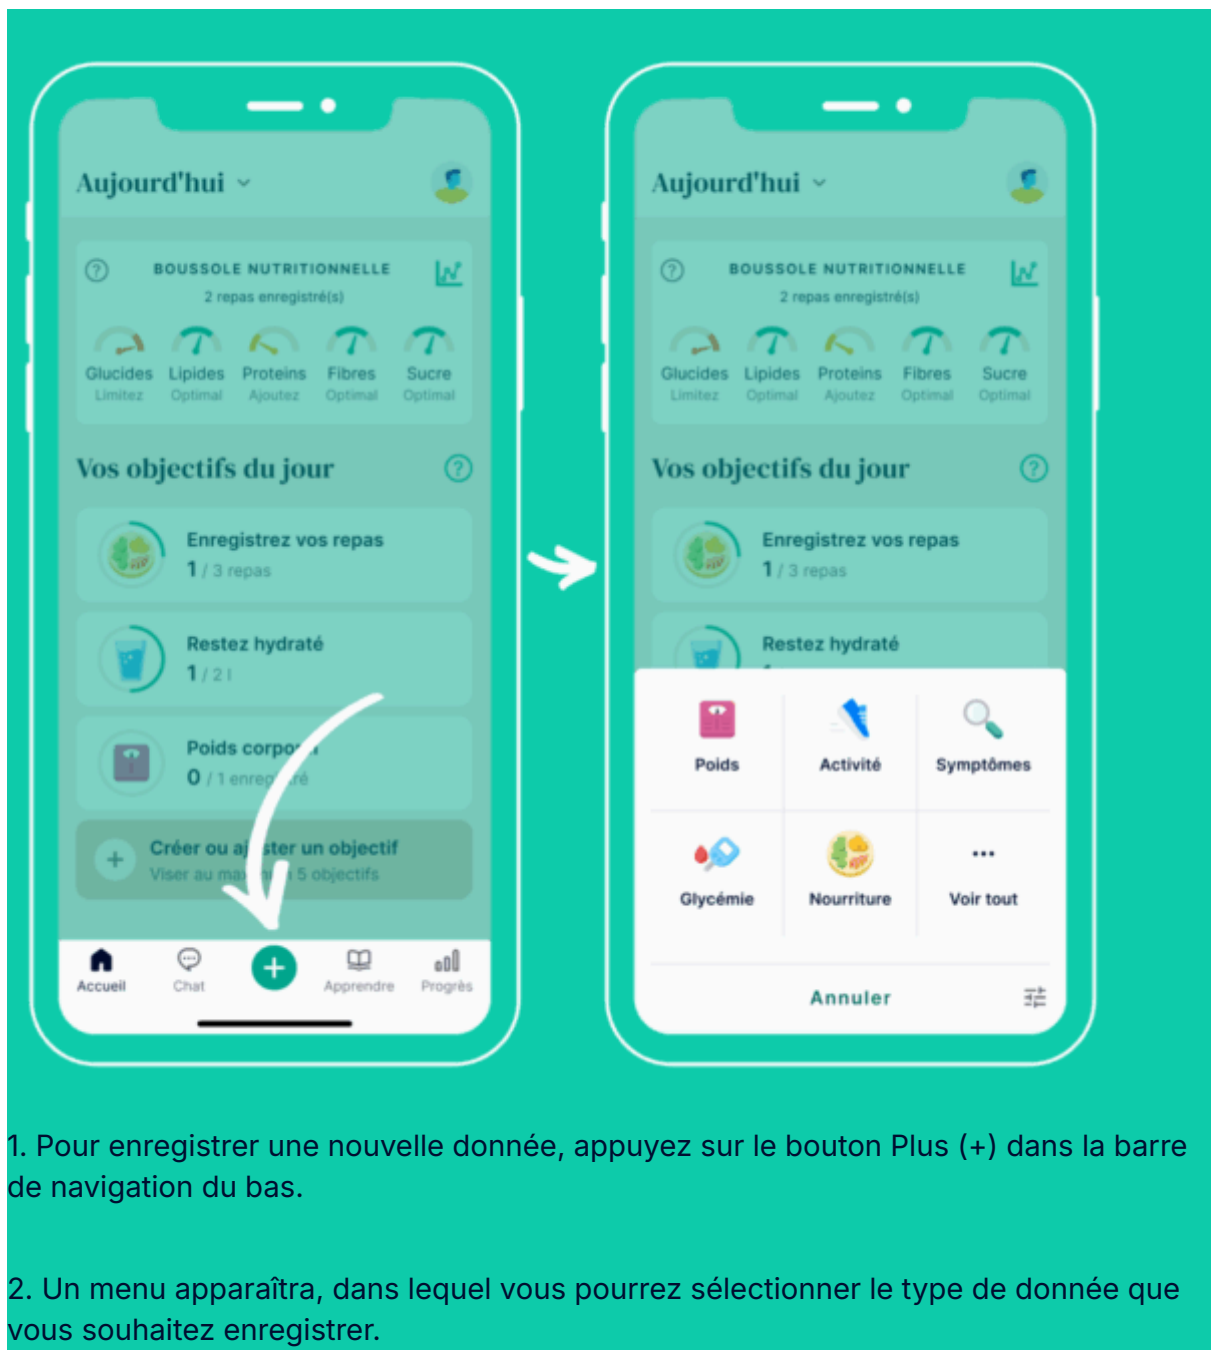 Aujourd'hui
BOUSSOLE NUTRITIONNELLE
2 repas enregistré(s)
Glucides Lipides Proteins Fibres Sucre
Limitez Optimal Ajoutez Optimal Optimal
Vos objectifs du jour
Enregistrez vos repas
1 / 3 repas
Restez hydraté
1 / 2 l
Poids
0 / 1
Créer ou un objectif
Viser au 5 objectifs
Accueil Chat Apprendre Progrès
Aujourd'hui
BOUSSOLE NUTRITIONNELLE
2 repas enregistré(s)
Glucides Lipides Proteins Fibres Sucre
Limitez Optimal Ajoutez Optimal Optimal
Vos objectifs du jour
Enregistrez vos repas
1 / 3 repas
Restez hydraté
Poids Activité Symptômes
Glycémie Nourriture Voir tout
Annuler
1. Pour enregistrer une nouvelle donnée, appuyez sur le bouton Plus (+) dans la barre
de navigation du bas.
2. Un menu apparaîtra, dans lequel vous pourrez sélectionner le type de donnée que
vous souhaitez enregistrer.